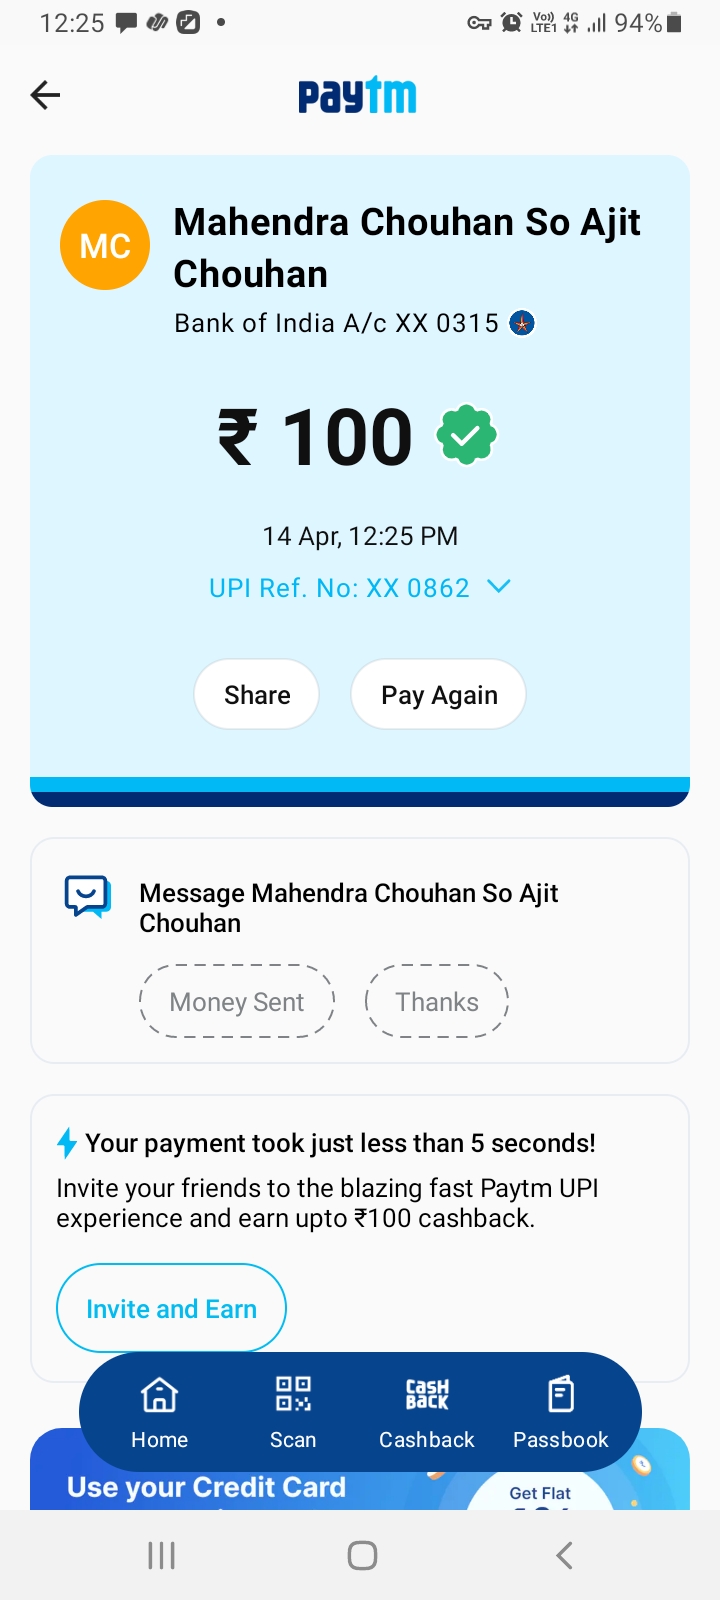 12:25
Vo)) 4G
LTE1
94%
paytm
MC
Mahendra Chouhan So Ajit
Chouhan
Bank of India A/c XX 0315
₹ 100
14 Apr, 12:25 PM
UPI Ref. No: XX 0862
Share
Pay Again
Message Mahendra Chouhan So Ajit
Chouhan
Money Sent
Thanks
Your payment took just less than 5 seconds!
Invite your friends to the blazing fast Paytm UPI
experience and earn upto ₹100 cashback.
Invite and Earn
CASH
BACK
Home
Scan
Cashback
Passbook
Use your Credit Card
Get Flat